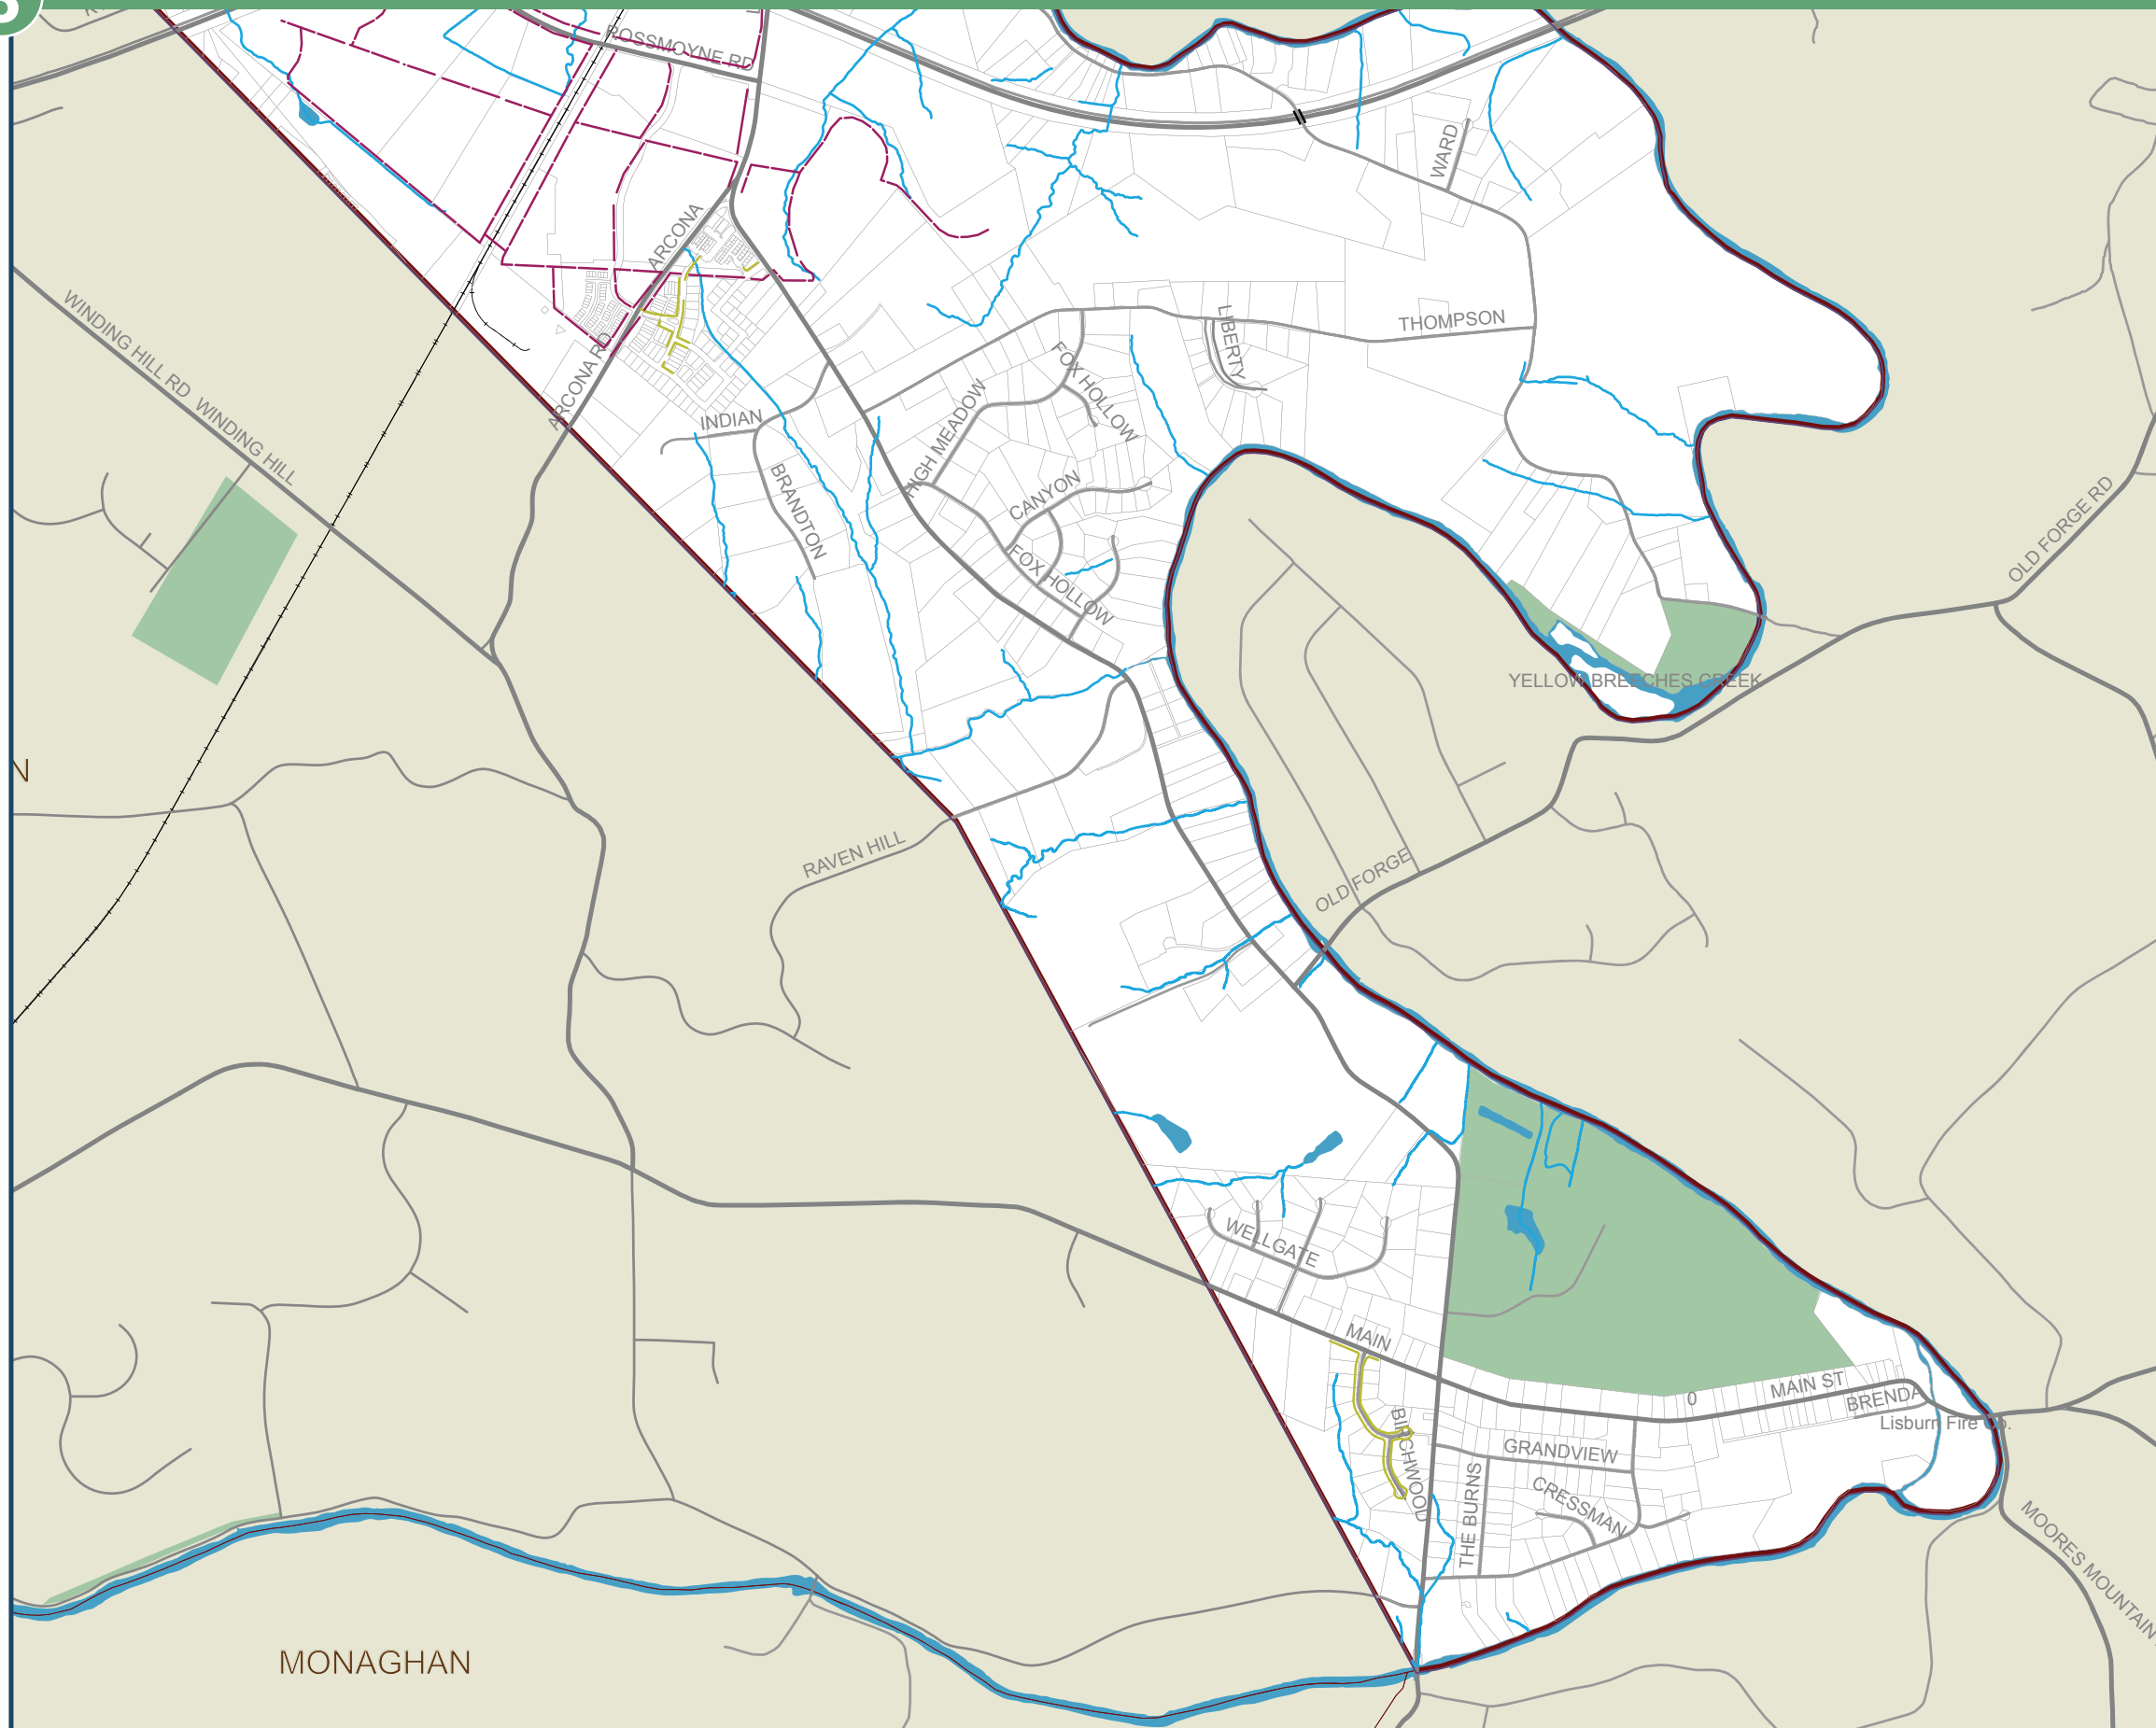 ROSSMOYNE RD
WARD
ARCONA
WINDING HILL RD
WINDING HILL
ARCONA RD
LIBERTY
THOMPSON
FOX HOLLOW
HIGH MEADOW
INDIAN
BRANDTON
CANYON
FOX HOLLOW
OLD FORGE RD
YELLOW BREECHES CREEK
N
RAVEN HILL
OLD FORGE
WELLGATE
MAIN
0
MAIN ST
BRENDA
Lisburn Fire Co.
BIRCHWOOD
GRANDVIEW
THE BURNS
CRESSMAN
MOORES MOUNTAIN
MONAGHAN